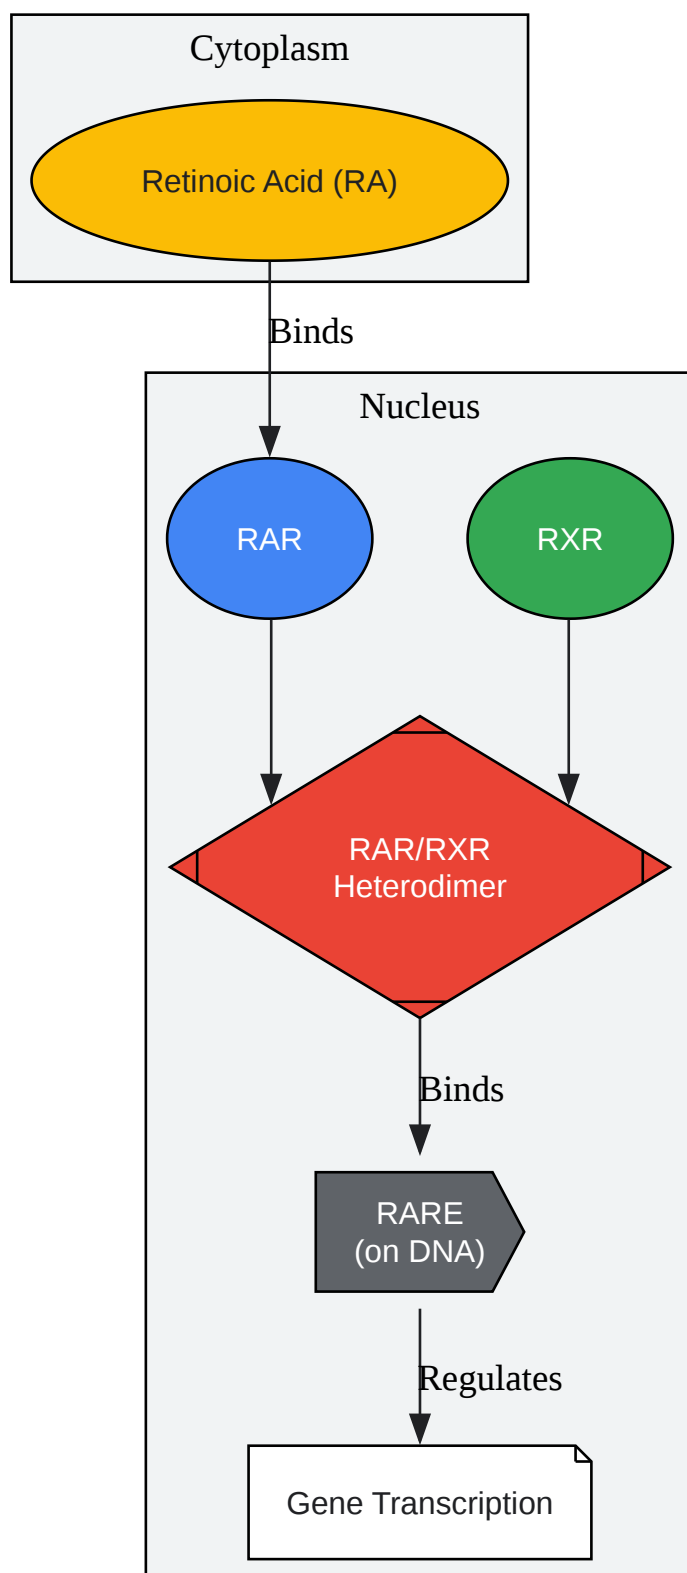 Cytoplasm
Retinoic Acid (RA)
Binds
Nucleus
RAR
RXR
RAR/RXR
Heterodimer
Binds
RARE
(on DNA)
Regulates
Gene Transcription